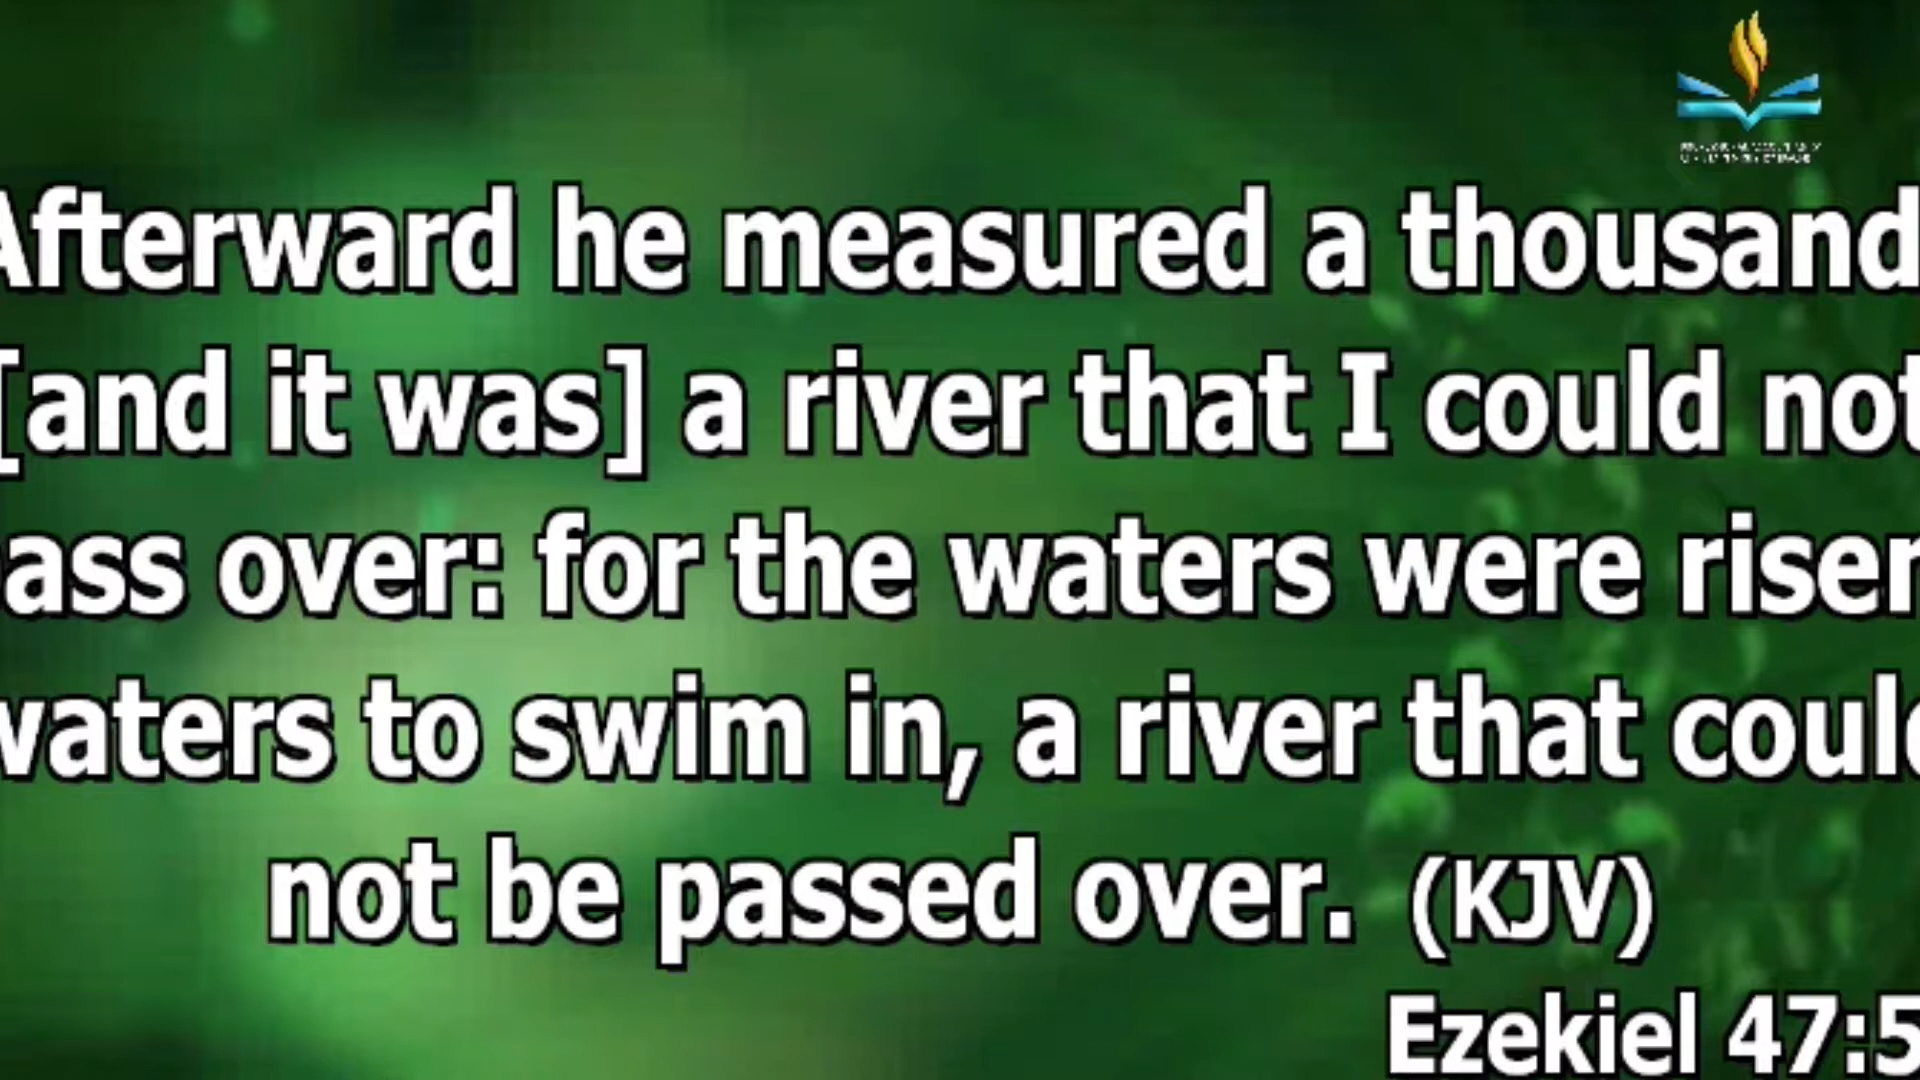 Afterward he measured a thousand
[and it was] a river that I could not
ass over: for the waters were risen
waters to swim in, a river that could
not be passed over. (KJV)
Ezekiel 47:5